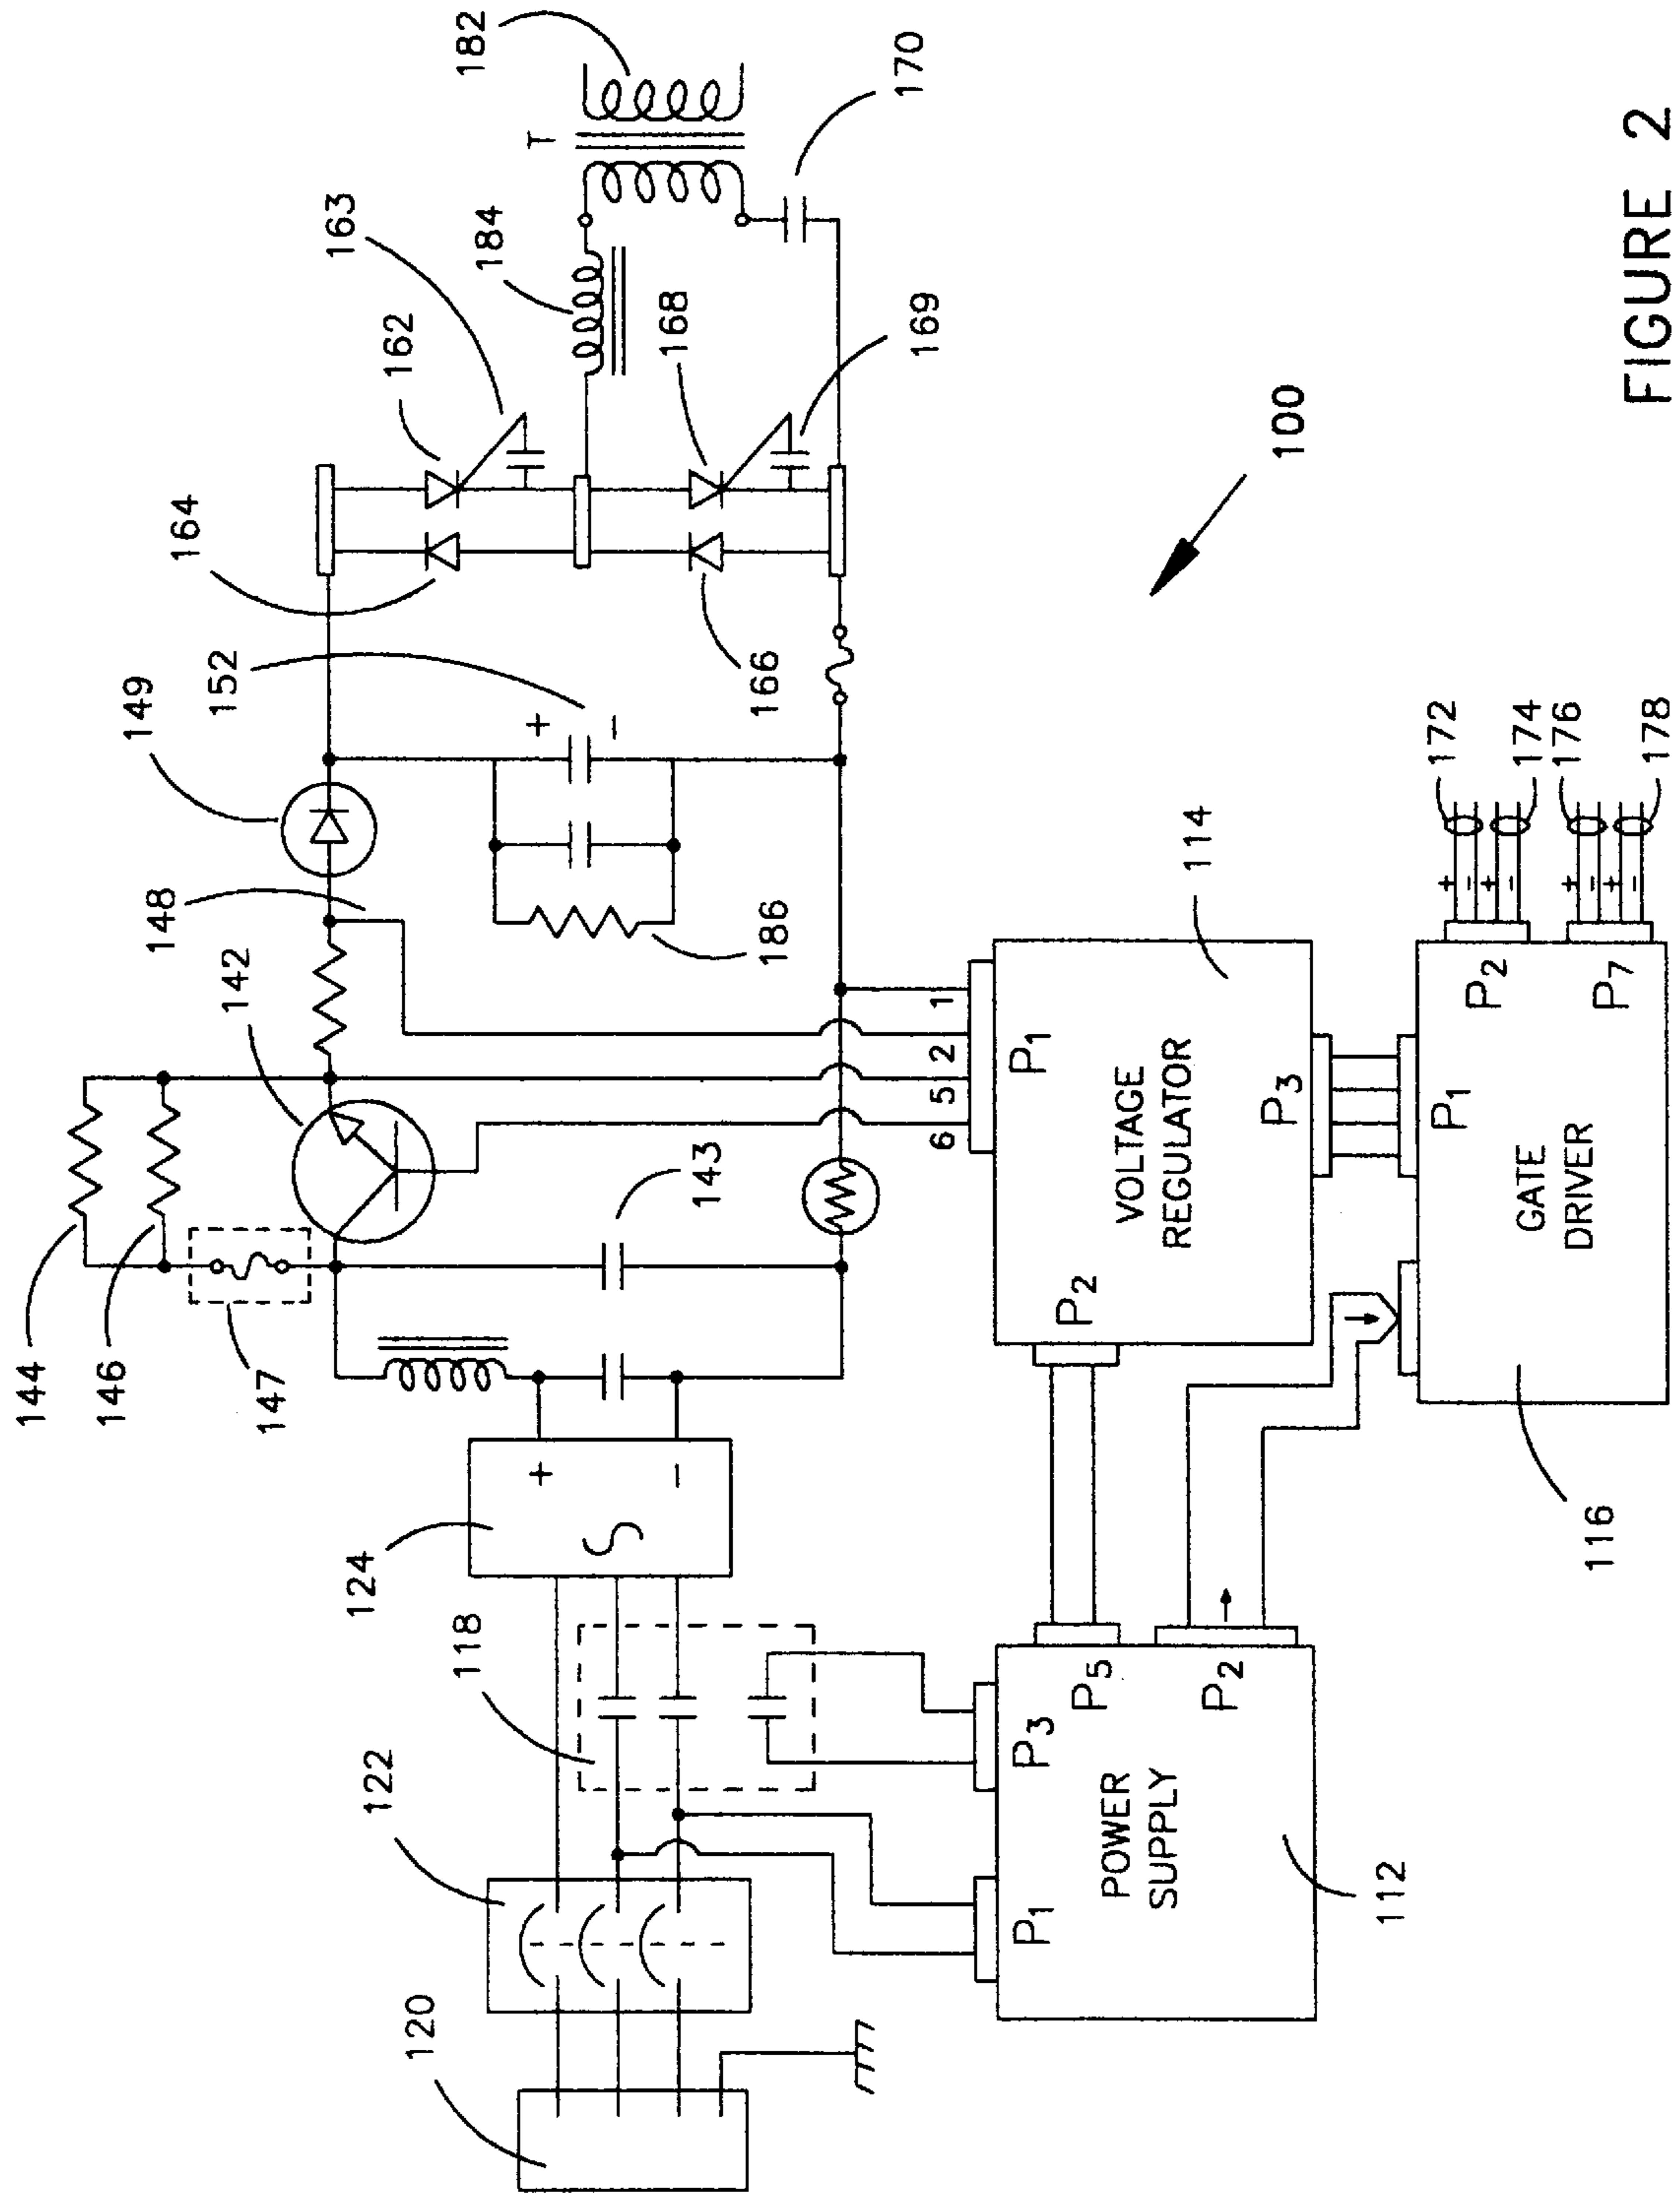 182
T
170
163
184
162
168
169
164
152
166
149
148
142
186
144
146
147
143
+
−
1
2
5
6
P1
VOLTAGE
REGULATOR
P2
P3
114
100
124
+
−
118
122
120
P1
P3
P5
P2
POWER
SUPPLY
112
P1
GATE
DRIVER
P2
P7
116
+
−
+
−
+
−
+
−
172
174
176
178
FIGURE 2